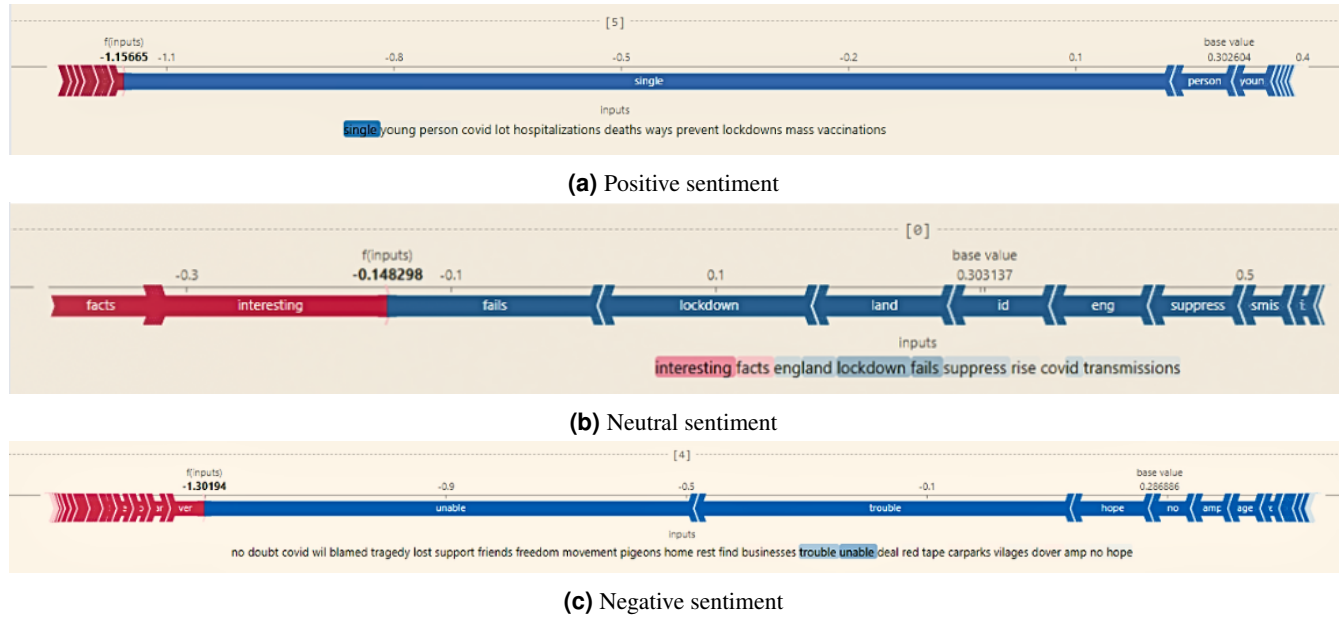 [5]
f(inputs) base value
-1.15665 -1.1 -0.8 -0.5 -0.2 0.1 0.302604 0.4
single person youn
inputs
single young person covid lot hospitalizations deaths ways prevent lockdowns mass vaccinations
(a) Positive sentiment
[0]
f(inputs) base value
-0.3 -0.148298 -0.1 0.1 0.303137 0.5
facts interesting fails lockdown land id eng suppress smis
inputs
interesting facts england lockdown fails suppress rise covid transmissions
(b) Neutral sentiment
[4]
f(inputs) base value
-1.30194 -0.9 -0.5 -0.1 0.286886
ver unable trouble hope no amp age
inputs
no doubt covid wil blamed tragedy lost support friends freedom movement pigeons home rest find businesses trouble unable deal red tape carparks vilages dover amp no hope
(c) Negative sentiment